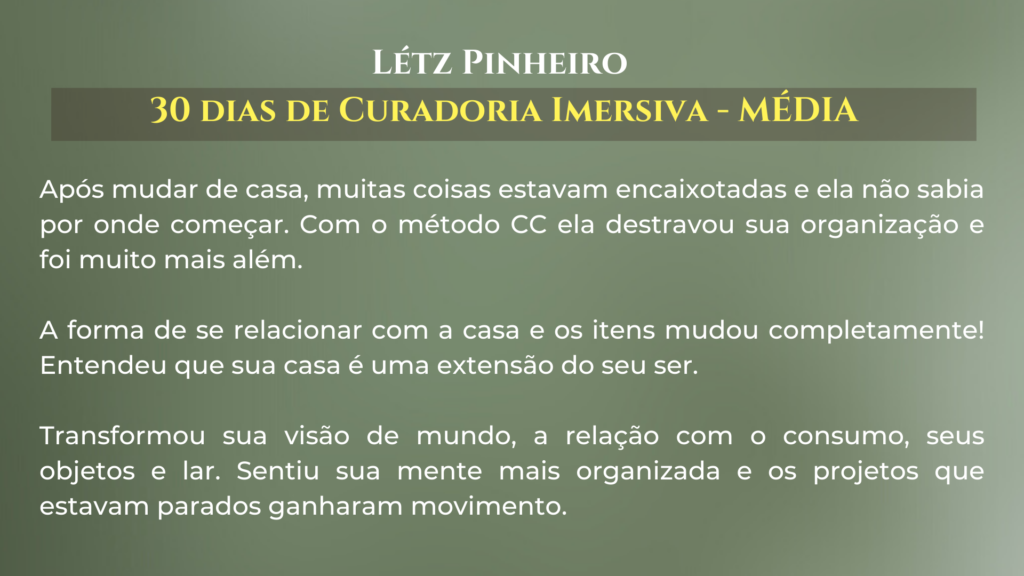 Létz Pinheiro
30 dias de Curadoria Imersiva - MÉDIA
Após mudar de casa, muitas coisas estavam encaixotadas e ela não sabia
por onde começar. Com o método CC ela destravou sua organização e
foi muito mais além.
A forma de se relacionar com a casa e os itens mudou completamente!
Entendeu que sua casa é uma extensão do seu ser.
Transformou sua visão de mundo, a relação com o consumo, seus
objetos e lar. Sentiu sua mente mais organizada e os projetos que
estavam parados ganharam movimento.